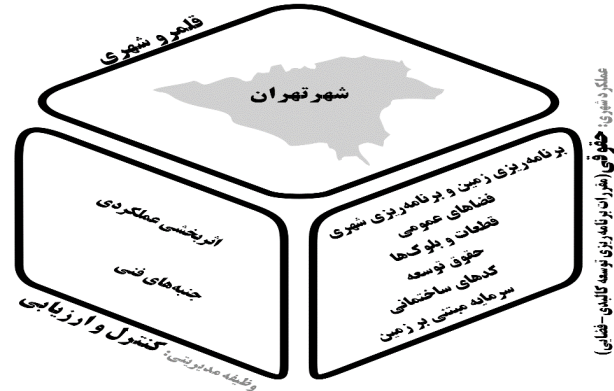 قلمرو شهری
شهر تهران
اثربخشی عملکردی
جنبه‌های فنی
وظیفه مدیریتی: کنترل و ارزیابی
برنامه‌ریزی زمین و برنامه‌ریزی شهری
فضاهای عمومی
قطعات و بلوک‌ها
حقوق توسعه
کدهای ساختمانی
سرمایه مبتنی بر زمین
عملکرد شهری: حقوقی (مقررات برنامه‌ریزی توسعه کالبدی-فضایی)